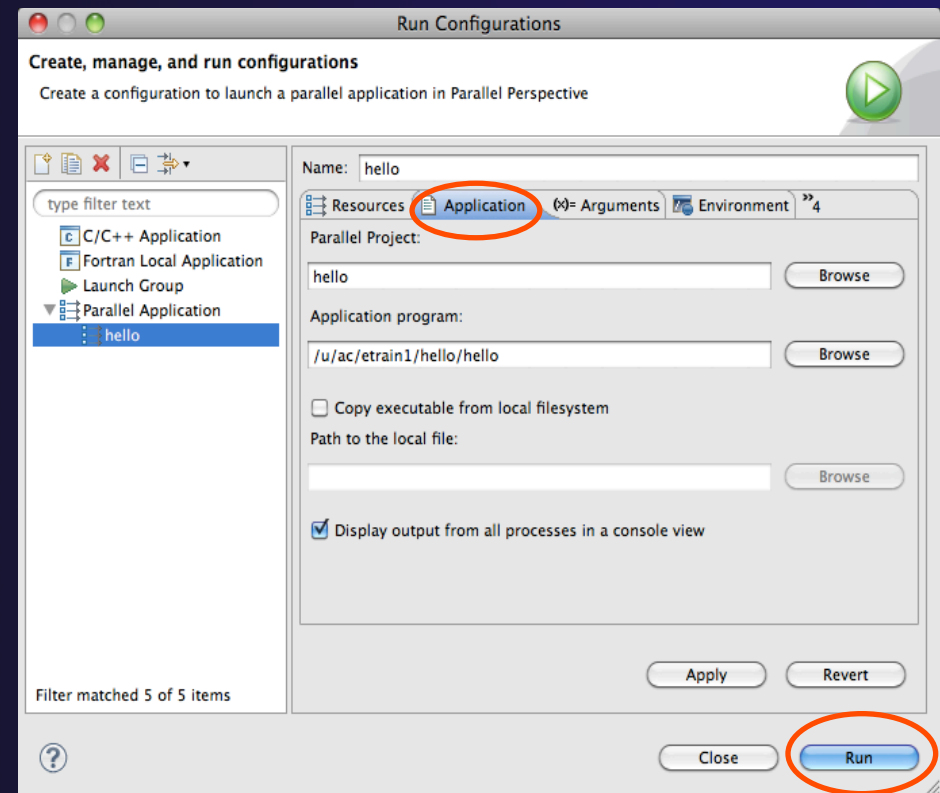 Run Configurations
Create, manage, and run configurations
Create a configuration to launch a parallel application in Parallel Perspective
type filter text
C/C++ Application
Fortran Local Application
Launch Group
Parallel Application
hello
Filter matched 5 of 5 items
Name: hello
Resources Application (x)= Arguments Environment »4
Parallel Project:
hello Browse
Application program:
/u/ac/etrain1/hello/hello Browse
Copy executable from local filesystem
Path to the local file:
Browse
Display output from all processes in a console view
Apply Revert
? Close Run